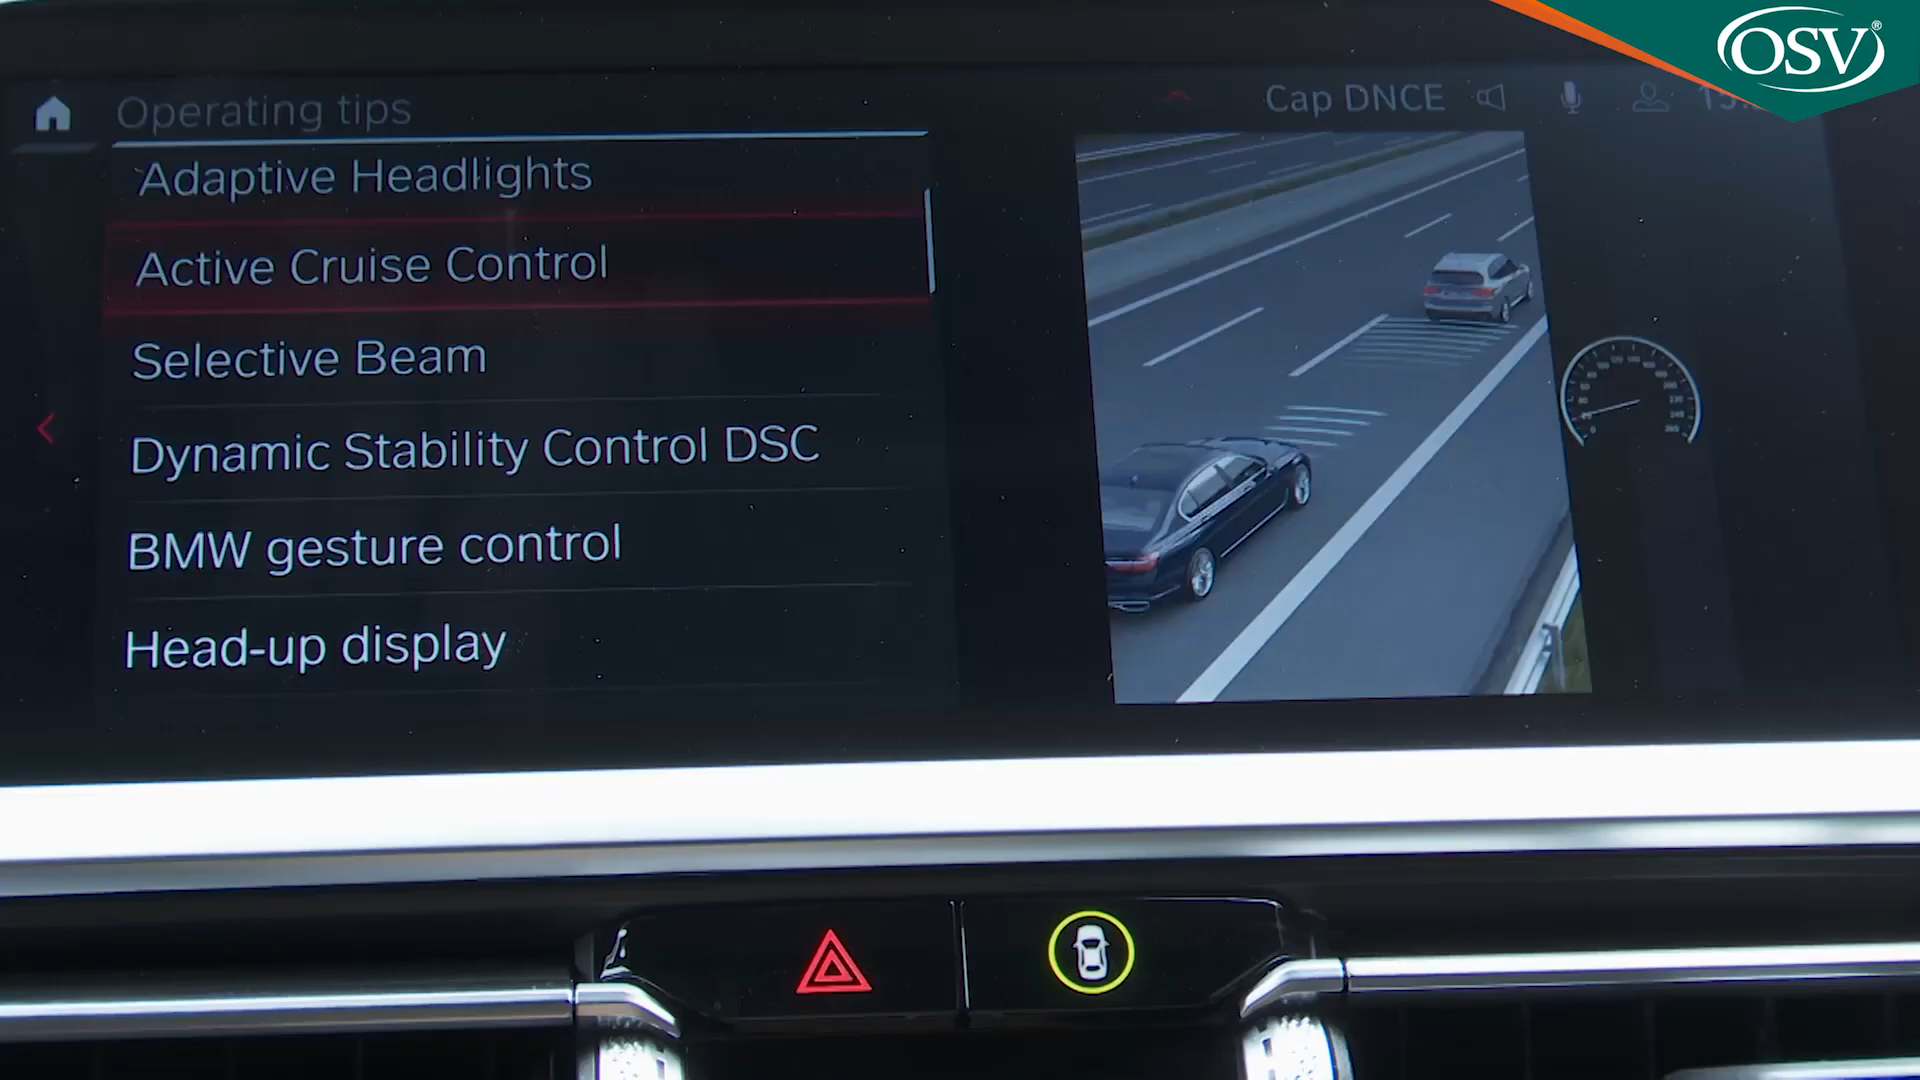 OSV®
Operating tips
Cap DNCE
Adaptive Headlights
Active Cruise Control
Selective Beam
Dynamic Stability Control DSC
BMW gesture control
Head-up display